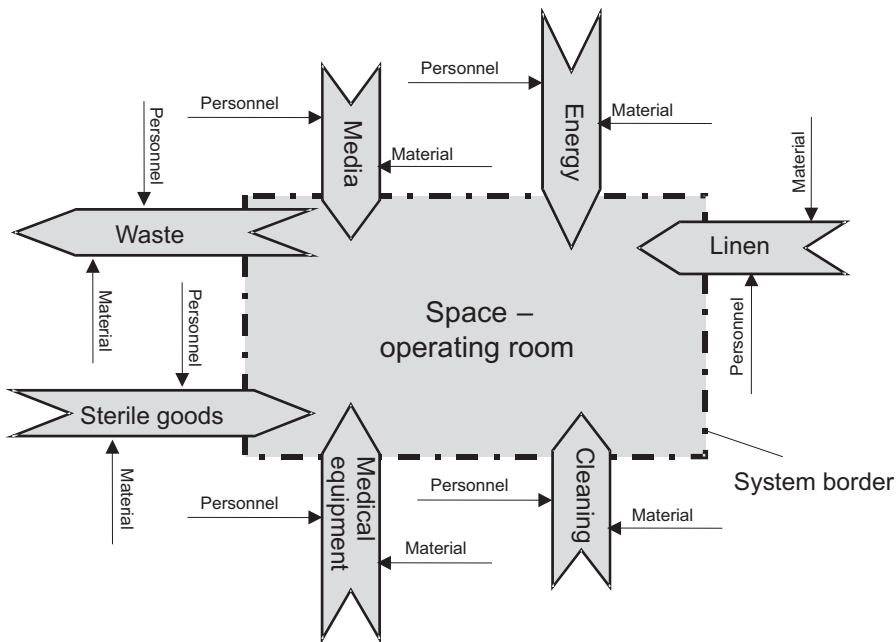 Personnel
Personnel
Material
Energy
Personnel
Media
Material
Material
Waste
Linen
Material
Personnel
Space –
operating room
Personnel
Sterile goods
Material
Medical
equipment
Personnel
Material
Cleaning
Personnel
Material
System border